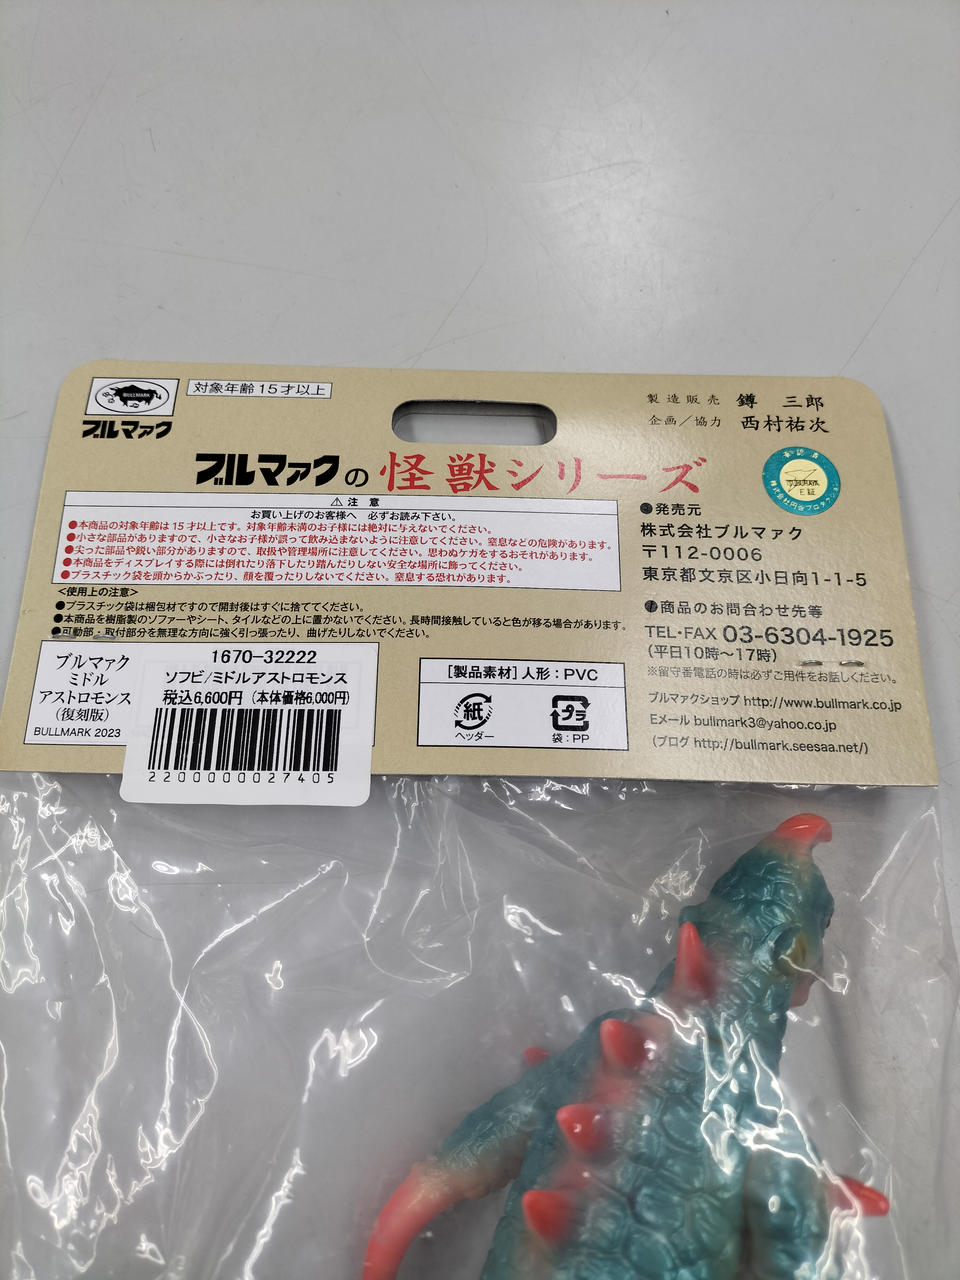 BULLMARK
ブルマァク
対象年齢15才以上
製造販売 鐏 三郎
企画/協力 西村祐次
ブルマァクの怪獣シリーズ
⚠ 注 意
お買い上げのお客様へ 必ずお読み下さい。
●本商品の対象年齢は15才以上です。対象年齢未満のお子様には絶対に与えないでください。
●小さな部品がありますので、小さなお子様が誤って飲み込まないように注意してください。窒息などの危険があります。
●尖った部品や鋭い部分がありますので、取扱や管理場所に注意してください。思わぬケガをするおそれがあります。
●本商品をディスプレイする際には倒れたり落下したり踏んだりしない安全な場所に飾ってください。
●プラスチック袋を頭からかぶったり、顔を覆ったりしないでください。窒息する恐れがあります。
<使用上の注意>
●プラスチック袋は梱包材ですので開封後はすぐに捨ててください。
●本商品を樹脂製のソファーやシート、タイルなどの上に置かないでください。長時間接触していると色が移る場合があります。
●可動部・取付部分を無理な方向に強く引っ張ったり、曲げたりしないでください。
ブルマァク
ミドル
アストロモンス
(復刻版)
BULLMARK 2023
1670-32222
ソフビ/ミドルアストロモンス
税込6,600円 (本体価格6,000円)
2200000027405
[製品素材] 人形:PVC
紙
ヘッダー
プラ
袋:PP
承認済
TSUBURAYA
E証
株式会社円谷プロダクション
●発売元
株式会社ブルマァク
〒112-0006
東京都文京区小日向1-1-5
●商品のお問合わせ先等
TEL・FAX 03-6304-1925
(平日10時〜17時)
※留守番電話の時は必ずご用件をお話しください。
ブルマァクショップ http://www.bullmark.co.jp
Eメール bullmark3@yahoo.co.jp
(ブログ http://bullmark.seesaa.net/)